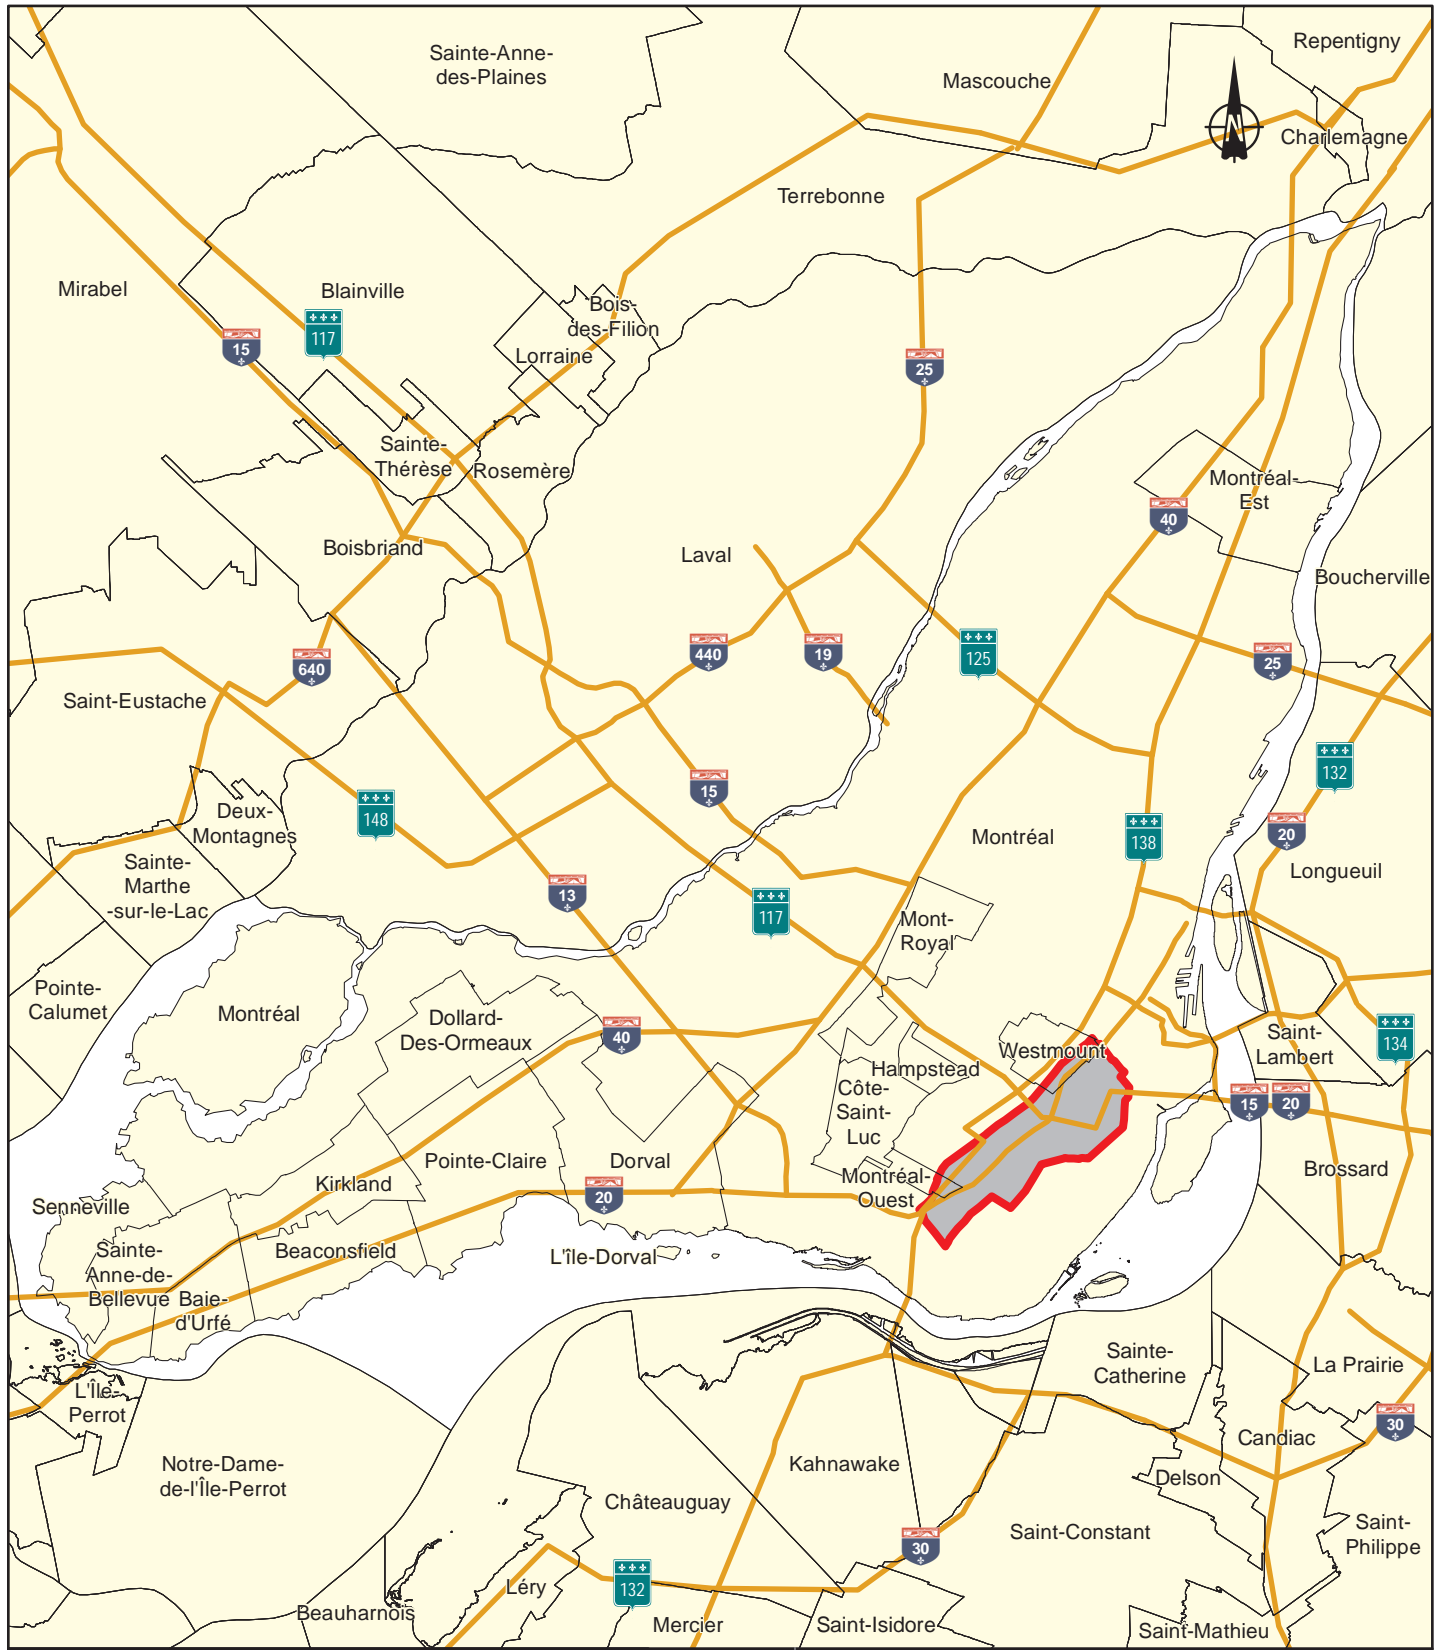 Sainte-Anne-
des-Plaines
Mascouche
Repentigny
N
Charlemagne
Terrebonne
Mirabel
Blainville
Bois-
des-Filion
Lorraine
15
117
25
Sainte-
Thérèse
Rosemère
Montréal-
Est
40
Boisbriand
Laval
Boucherville
440
19
125
25
640
Saint-Eustache
132
15
148
Deux-
Montagnes
20
138
Montréal
Sainte-
Marthe
-sur-le-Lac
Longueuil
13
117
Mont-
Royal
Pointe-
Calumet
Montréal
Dollard-
Des-Ormeaux
40
Saint-
Lambert
134
Westmount
Hampstead
Côte-
Saint-
Luc
15
20
Pointe-Claire
Dorval
Brossard
Kirkland
Montréal-
Ouest
20
Senneville
Beaconsfield
L'île-Dorval
Sainte-
Anne-de-
Bellevue
Baie-
d'Urfé
Sainte-
Catherine
La Prairie
L'Île-
Perrot
30
Candiac
Notre-Dame-
de-l'Île-Perrot
Kahnawake
Delson
Châteauguay
Saint-Constant
Saint-
Philippe
30
Léry
132
Beauharnois
Mercier
Saint-Isidore
Saint-Mathieu